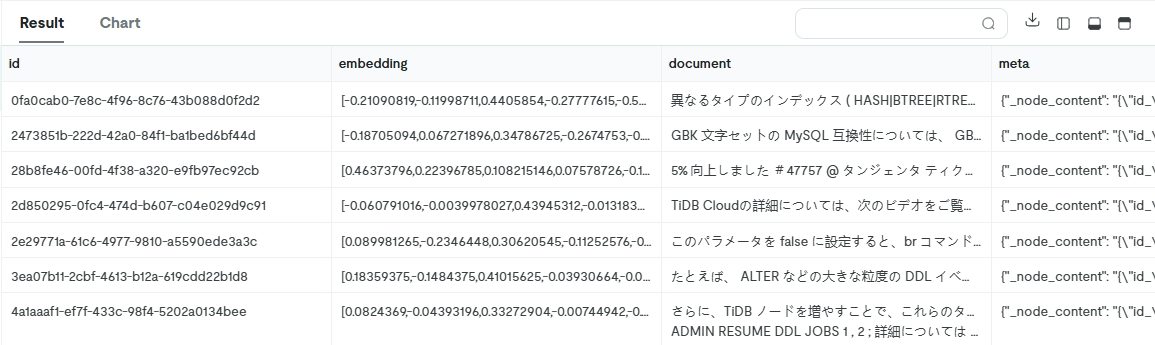 Result Chart
id embedding document meta
0fa0cab0-7e8c-4f96-8c76-43b088d0f2d2 [-0.21090819,-0.11998711,0.4405854,-0.27777615,-0.5... 異なるタイプのインデックス ( HASH|BTREE|RTRE... {"_node_content": "{\"id_\
2473851b-222d-42a0-84f1-ba1bed6bf44d [-0.18705094,0.067271896,0.34786725,-0.2674753,-0.... GBK 文字セットの MySQL 互換性については、 GB... {"_node_content": "{\"id_\
28b8fe46-00fd-4f38-a320-e9fb97ec92cb [0.46373796,0.22396785,0.108215146,0.07578726,-0.1... 5% 向上しました ＃47757 @ タンジェンタ ティク... {"_node_content": "{\"id_\
2d850295-0fc4-474d-b607-c04e029d9c91 [-0.060791016,-0.0039978027,0.43945312,-0.013183... TiDB Cloudの詳細については、次のビデオをご覧... {"_node_content": "{\"id_\
2e29771a-61c6-4977-9810-a5590ede3a3c [0.089981265,-0.2346448,0.30620545,-0.11252576,-0... このパラメータを false に設定すると、br コマンド... {"_node_content": "{\"id_\
3ea07b11-2cbf-4613-b12a-619cdd22b1d8 [0.18359375,-0.1484375,0.41015625,-0.03930664,-0.0... たとえば、 ALTER などの大きな粒度の DDL イベ... {"_node_content": "{\"id_\
4a1aaaf1-ef7f-433c-98f4-5202a0134bee [0.0824369,-0.04393196,0.33272904,-0.00744942,-0... さらに、TiDB ノードを増やすことで、これらのタ... {"_node_content": "{\"id_\
ADMIN RESUME DDL JOBS 1 , 2 ; 詳細については ...